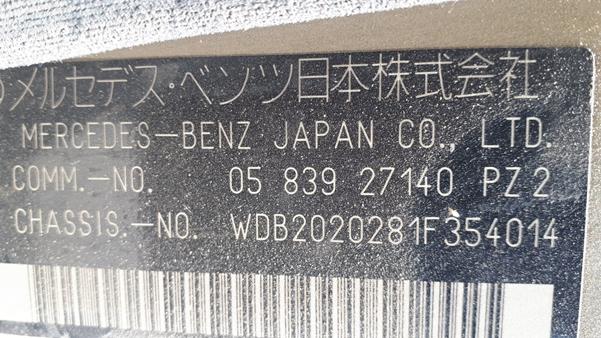 メルセデス・ベンツ日本株式会社
MERCEDES-BENZ JAPAN CO., LTD.
COMM.-NO. 05 839 27140 PZ2
CHASSIS.-NO. WDB2020281F354014